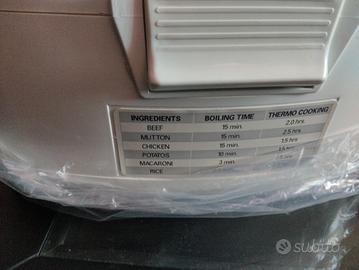 INGREDIENTS BOILING TIME THERMO COOKING
BEEF 15 min. 2.0 hrs.
MUTTON 15 min. 2.5 hrs.
CHICKEN 15 min. 1.5 hrs.
POTATOS 10 min. 1.5 hrs.
MACARONI 3 min. hrs.
RICE
subito